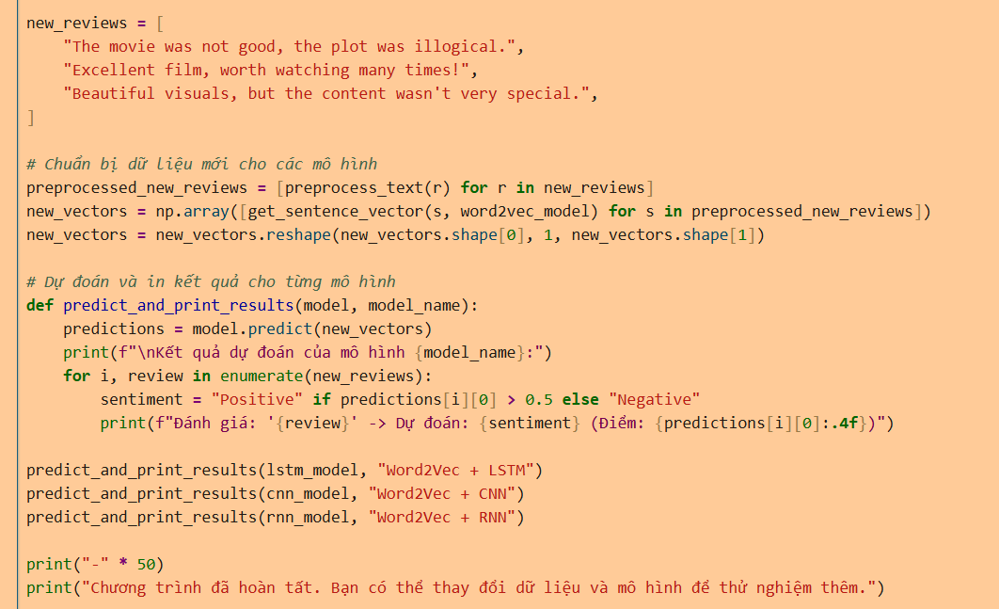 new_reviews = [
    "The movie was not good, the plot was illogical.",
    "Excellent film, worth watching many times!",
    "Beautiful visuals, but the content wasn't very special.",
]
# Chuẩn bị dữ liệu mới cho các mô hình
preprocessed_new_reviews = [preprocess_text(r) for r in new_reviews]
new_vectors = np.array([get_sentence_vector(s, word2vec_model) for s in preprocessed_new_reviews])
new_vectors = new_vectors.reshape(new_vectors.shape[0], 1, new_vectors.shape[1])
# Dự đoán và in kết quả cho từng mô hình
def predict_and_print_results(model, model_name):
    predictions = model.predict(new_vectors)
    print(f"\nKết quả dự đoán của mô hình {model_name}:")
    for i, review in enumerate(new_reviews):
        sentiment = "Positive" if predictions[i][0] > 0.5 else "Negative"
        print(f"Đánh giá: '{review}' -> Dự đoán: {sentiment} (Điểm: {predictions[i][0]:.4f})")
predict_and_print_results(lstm_model, "Word2Vec + LSTM")
predict_and_print_results(cnn_model, "Word2Vec + CNN")
predict_and_print_results(rnn_model, "Word2Vec + RNN")
print("-" * 50)
print("Chương trình đã hoàn tất. Bạn có thể thay đổi dữ liệu và mô hình để thử nghiệm thêm.")